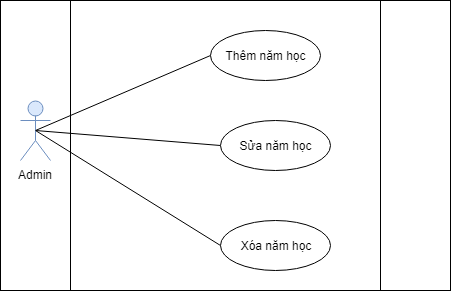 Thêm năm học
Sửa năm học
Admin
Xóa năm học